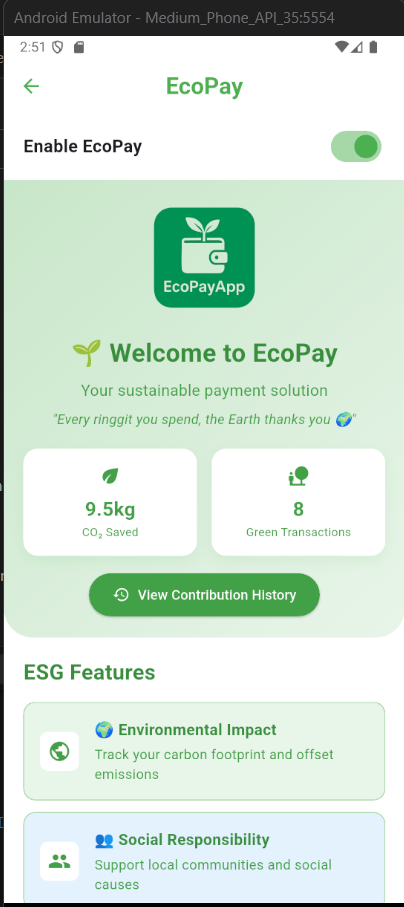 Android Emulator - Medium_Phone_API_35:5554
2:51
EcoPay
Enable EcoPay
EcoPayApp
🌱 Welcome to EcoPay
Your sustainable payment solution
"Every ringgit you spend, the Earth thanks you 🌍"
9.5kg
CO₂ Saved
8
Green Transactions
View Contribution History
ESG Features
🌍 Environmental Impact
Track your carbon footprint and offset
emissions
👥 Social Responsibility
Support local communities and social
causes